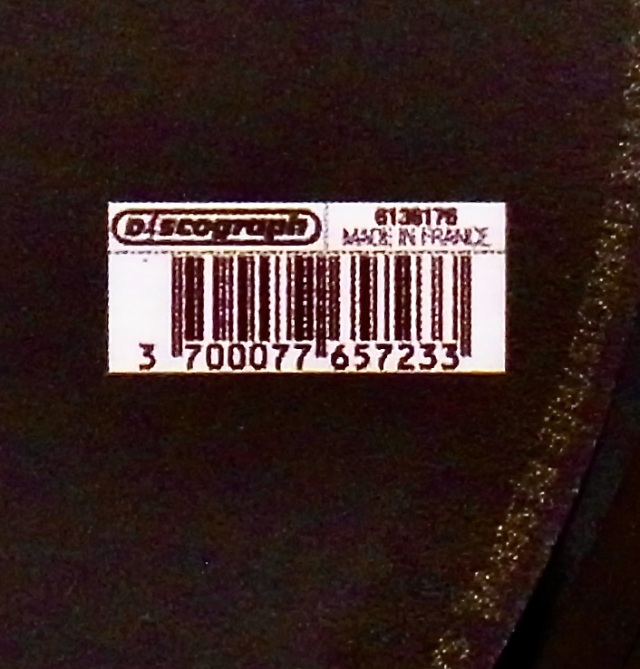 Discograph
6136176
MADE IN FRANCE
3 700077 657233